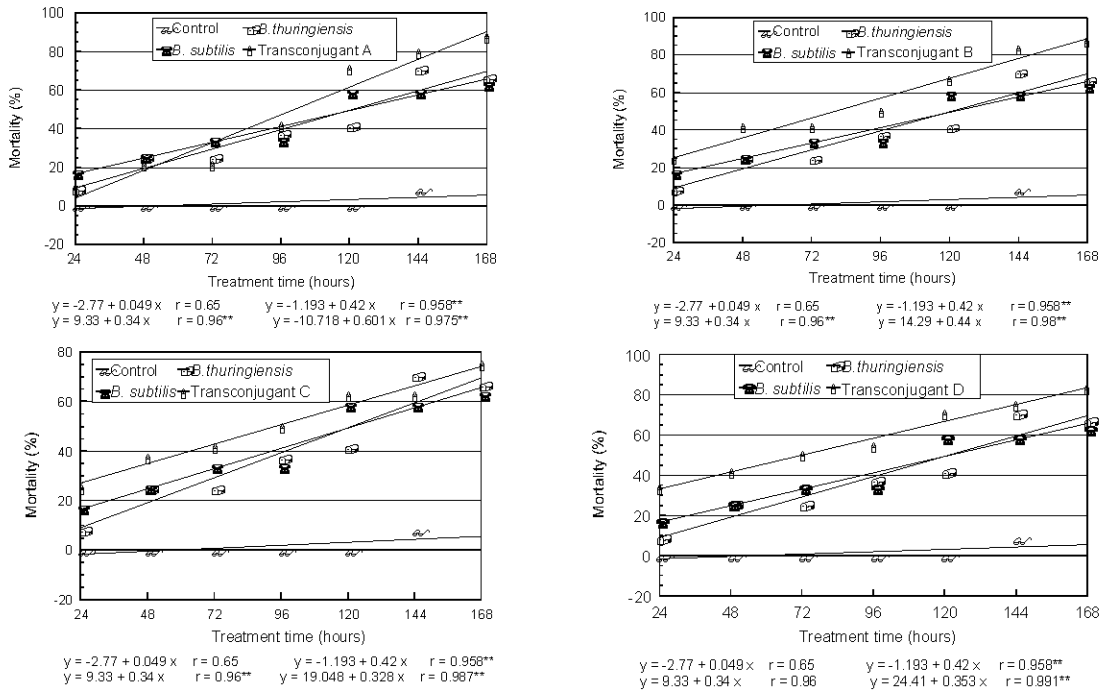 Control B.thuringiensis
B. subtilis Transconjugant A
Mortality (%)
100
80
60
40
20
0
-20
24 48 72 96 120 144 168
Treatment time (hours)
y = -2.77 + 0.049 x r = 0.65 y = -1.193 + 0.42 x r = 0.958**
y = 9.33 + 0.34 x r = 0.96** y = -10.718 + 0.601 x r = 0.975**
Control B.thuringiensis
B. subtilis Transconjugant B
Mortality (%)
100
80
60
40
20
0
-20
24 48 72 96 120 144 168
Treatment time (hours)
y = -2.77 + 0.049 x r = 0.65 y = -1.193 + 0.42 x r = 0.958**
y = 9.33 + 0.34 x r = 0.96** y = 14.29 + 0.44 x r = 0.98**
Control B.thuringiensis
B. subtilis Transconjugant C
Mortality (%)
80
60
40
20
0
-20
24 48 72 96 120 144 168
Treatment time (hours)
y = -2.77 + 0.049 x r = 0.65 y = -1.193 + 0.42 x r = 0.958**
y = 9.33 + 0.34 x r = 0.96** y = 19.048 + 0.328 x r = 0.987**
Control B.thuringiensis
B. subtilis Transconjugant D
Mortality (%)
100
80
60
40
20
0
-20
24 48 72 96 120 144 168
Treatment time (hours)
y = -2.77 + 0.049 x r = 0.65 y = -1.193 + 0.42 x r = 0.958**
y = 9.33 + 0.34 x r = 0.96 y = 24.41 + 0.353 x r = 0.991**